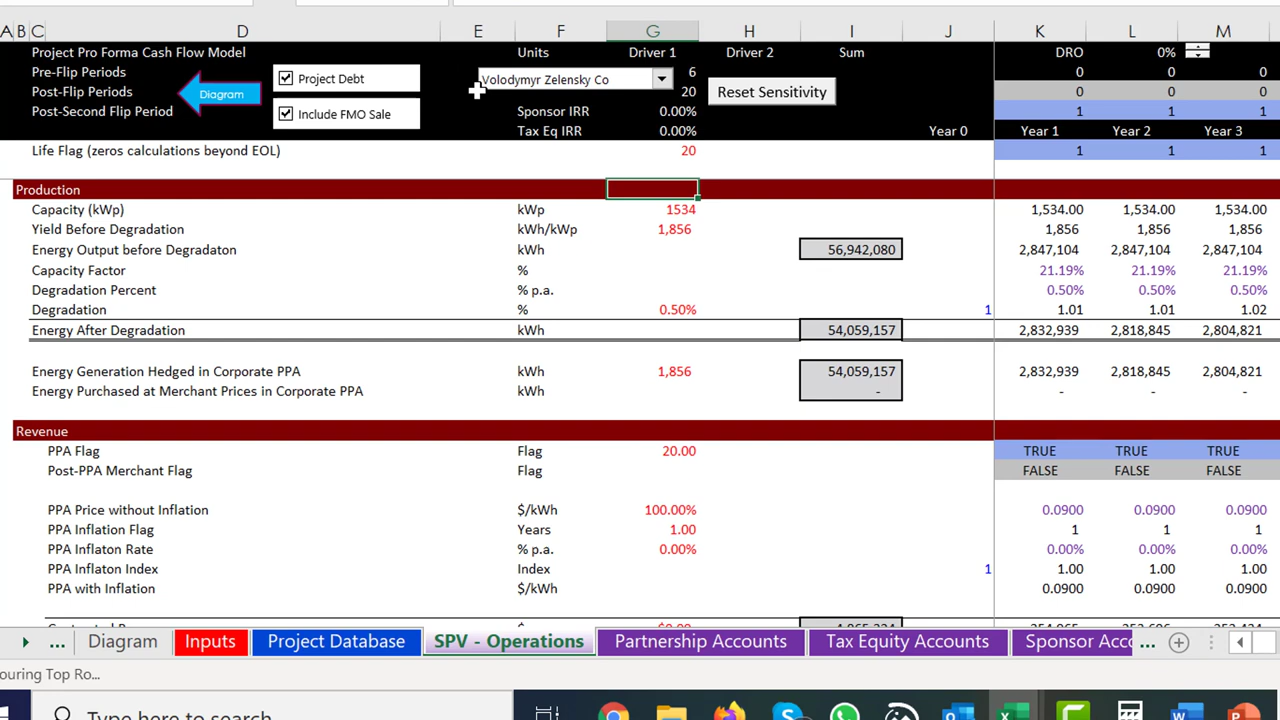 A B C D E F G H I J K L M
Project Pro Forma Cash Flow Model Units Driver 1 Driver 2 Sum DRO 0%
Pre-Flip Periods Project Debt Volodymyr Zelensky Co 6 0 0 0
Post-Flip Periods Diagram 20 Reset Sensitivity 0 0 0
Post-Second Flip Period Include FMO Sale Sponsor IRR 0.00% 1 1 1
Tax Eq IRR 0.00% Year 0 Year 1 Year 2 Year 3
Life Flag (zeros calculations beyond EOL) 20 1 1 1
Production
Capacity (kWp) kWp 1534 1,534.00 1,534.00 1,534.00
Yield Before Degradation kWh/kWp 1,856 1,856 1,856 1,856
Energy Output before Degradaton kWh 56,942,080 2,847,104 2,847,104 2,847,104
Capacity Factor % 21.19% 21.19% 21.19%
Degradation Percent % p.a. 0.50% 0.50% 0.50%
Degradation % 0.50% 1 1.01 1.01 1.02
Energy After Degradation kWh 54,059,157 2,832,939 2,818,845 2,804,821
Energy Generation Hedged in Corporate PPA kWh 1,856 54,059,157 2,832,939 2,818,845 2,804,821
Energy Purchased at Merchant Prices in Corporate PPA kWh - - - -
Revenue
PPA Flag Flag 20.00 TRUE TRUE TRUE
Post-PPA Merchant Flag Flag FALSE FALSE FALSE
PPA Price without Inflation $/kWh 100.00% 0.0900 0.0900 0.0900
PPA Inflation Flag Years 1.00 1 1 1
PPA Inflaton Rate % p.a. 0.00% 0.00% 0.00% 0.00%
PPA Inflaton Index Index 1 1.00 1.00 1.00
PPA with Inflation $/kWh 0.0900 0.0900 0.0900
... Diagram Inputs Project Database SPV - Operations Partnership Accounts Tax Equity Accounts Sponsor Acc ...
ouring Top Ro...
Type here to search